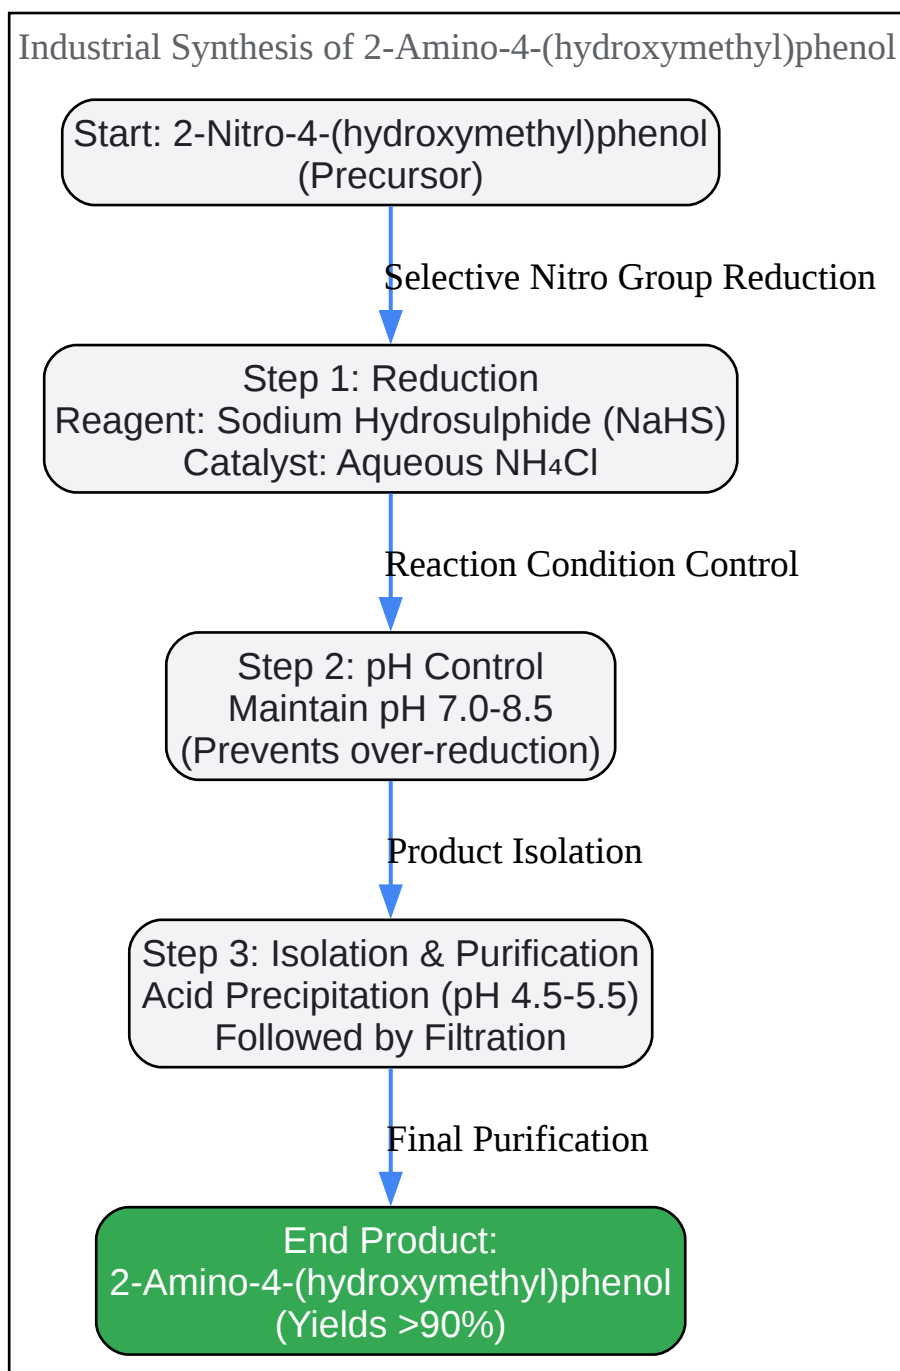 Industrial Synthesis of 2-Amino-4-(hydroxymethyl)phenol
Start: 2-Nitro-4-(hydroxymethyl)phenol
(Precursor)
Selective Nitro Group Reduction
Step 1: Reduction
Reagent: Sodium Hydrosulphide (NaHS)
Catalyst: Aqueous NH₄Cl
Reaction Condition Control
Step 2: pH Control
Maintain pH 7.0-8.5
(Prevents over-reduction)
Product Isolation
Step 3: Isolation & Purification
Acid Precipitation (pH 4.5-5.5)
Followed by Filtration
Final Purification
End Product:
2-Amino-4-(hydroxymethyl)phenol
(Yields >90%)